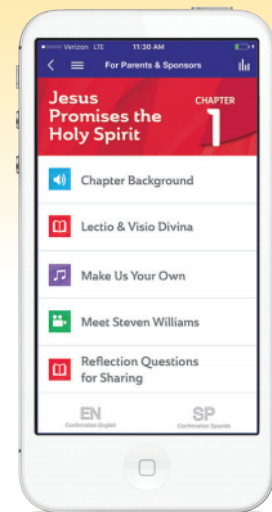 Verizon LTE 11:30 AM
For Parents & Sponsors
Jesus
Promises the
Holy Spirit
CHAPTER
1
Chapter Background
Lectio & Visio Divina
Make Us Your Own
Meet Steven Williams
Reflection Questions
for Sharing
EN SP
Confirmation English Confirmation Spanish